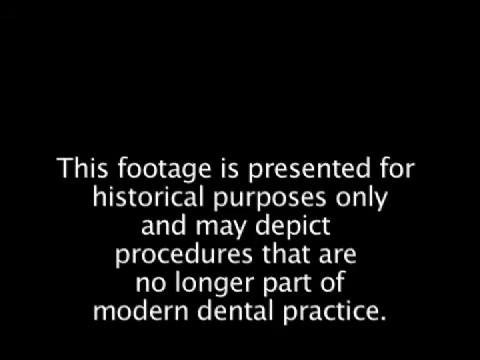 This footage is presented for
historical purposes only
and may depict
procedures that are
no longer part of
modern dental practice.